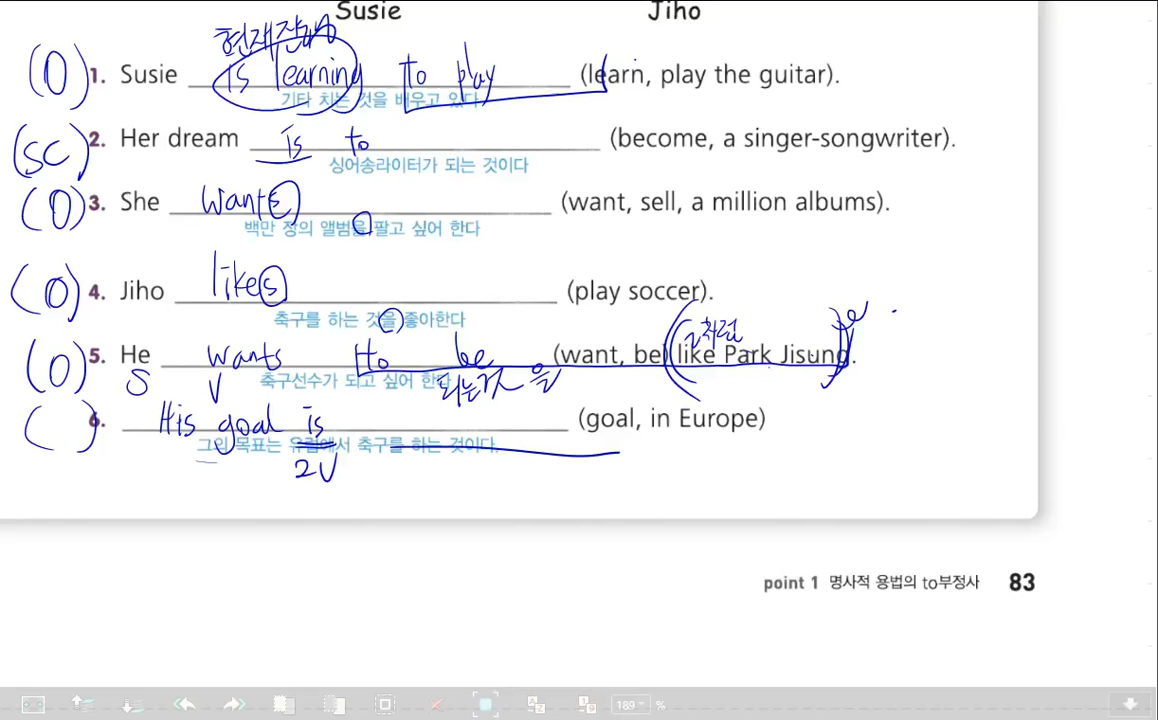 Susie Jiho
현재진행
(O) 1. Susie is learning to play (learn, play the guitar).
기타 치는 것을 배우고 있다
(SC) 2. Her dream is to (become, a singer-songwriter).
싱어송라이터가 되는 것이다
(O) 3. She wants (want, sell, a million albums).
백만 장의 앨범을 팔고 싶어 한다
(O) 4. Jiho likes (play soccer).
축구를 하는 것을 좋아한다
처럼
(O) 5. He wants to be (want, be) (like Park Jisung).
S V 축구선수가 되고 싶어 한다 되는것을
( ) 6. His goal is (goal, in Europe)
그의 목표는 유럽에서 축구를 하는 것이다.
2V
point 1 명사적 용법의 to부정사 83
189 %